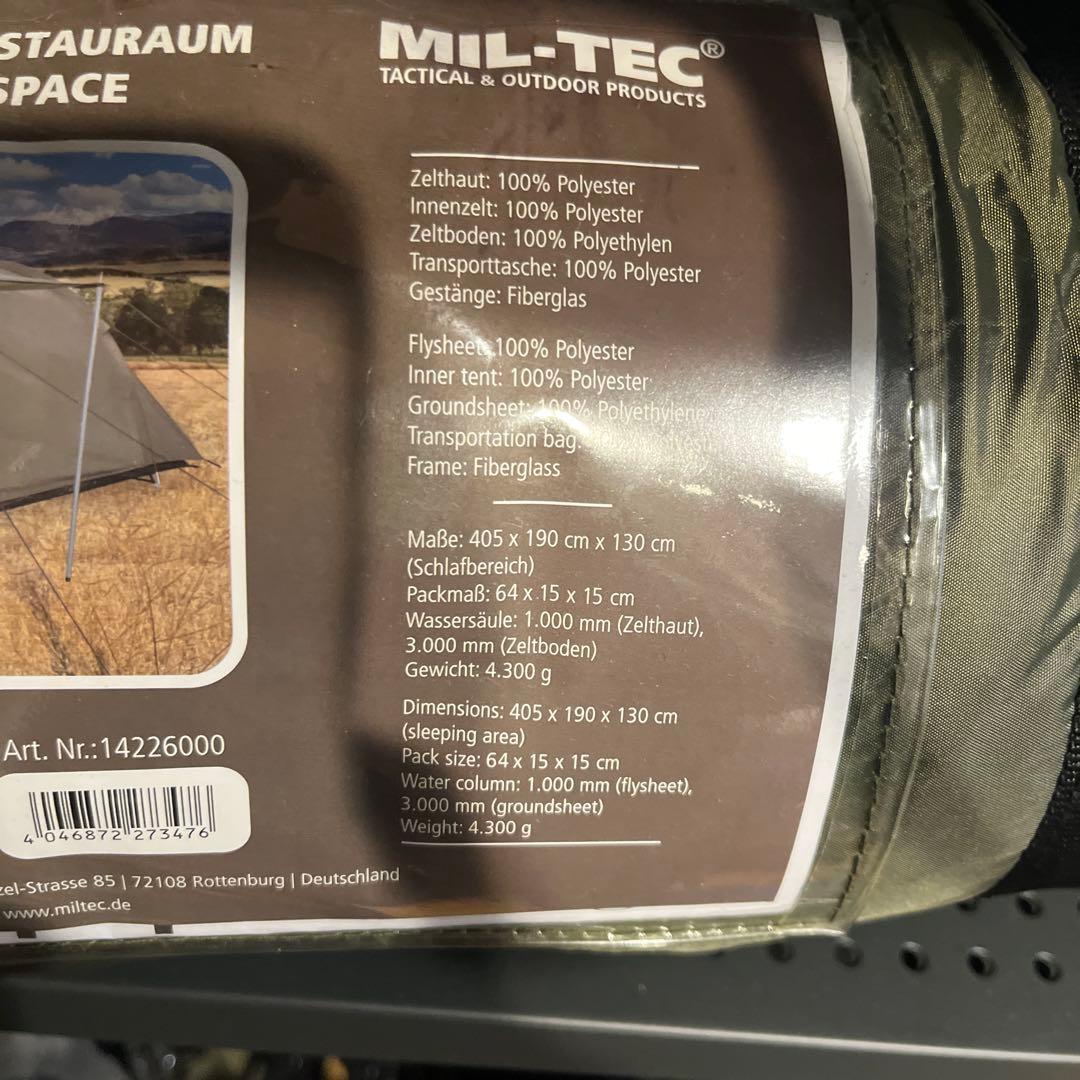 STAURAUM
SPACE
MIL-TEC®
TACTICAL & OUTDOOR PRODUCTS
Zelthaut: 100% Polyester
Innenzelt: 100% Polyester
Zeltboden: 100% Polyethylen
Transporttasche: 100% Polyester
Gestänge: Fiberglas
Flysheet: 100% Polyester
Inner tent: 100% Polyester
Groundsheet: 100% Polyethylene
Transportation bag:
Frame: Fiberglass
Maße: 405 x 190 cm x 130 cm
(Schlafbereich)
Packmaß: 64 x 15 x 15 cm
Wassersäule: 1.000 mm (Zelthaut),
3.000 mm (Zeltboden)
Gewicht: 4.300 g
Dimensions: 405 x 190 x 130 cm
(sleeping area)
Pack size: 64 x 15 x 15 cm
Water column: 1.000 mm (flysheet),
3.000 mm (groundsheet)
Weight: 4.300 g
Art. Nr.:14226000
4 046872 273476
zel-Strasse 85 | 72108 Rottenburg | Deutschland
www.miltec.de